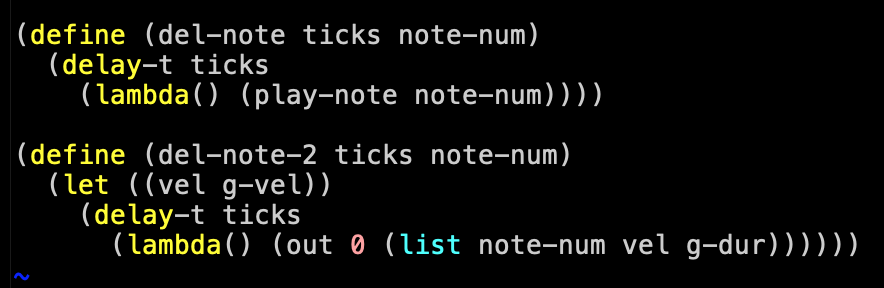 (define (del-note ticks note-num)
  (delay-t ticks
    (lambda() (play-note note-num))))

(define (del-note-2 ticks note-num)
  (let ((vel g-vel))
    (delay-t ticks
      (lambda() (out 0 (list note-num vel g-dur))))))
~